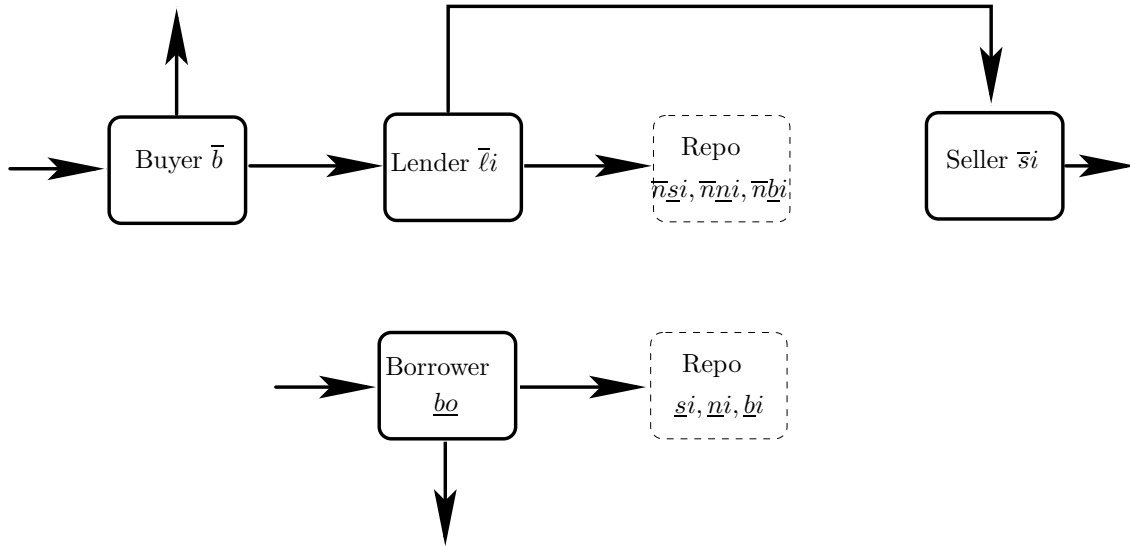 Buyer b̅
Lender ℓ̅i
Repo
n̅s̲i, n̅n̲i, n̅b̲i
Seller s̅i
Borrower
b̲o̲
Repo
s̲i, n̲i, b̲i